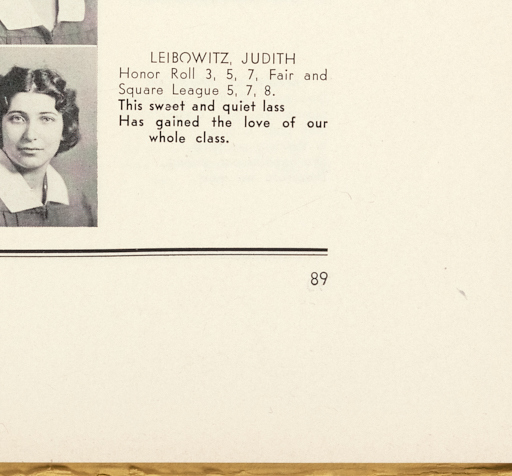 LEIBOWITZ, JUDITH
Honor Roll 3, 5, 7, Fair and
Square League 5, 7, 8.
This sweet and quiet lass
Has gained the love of our
whole class.
89